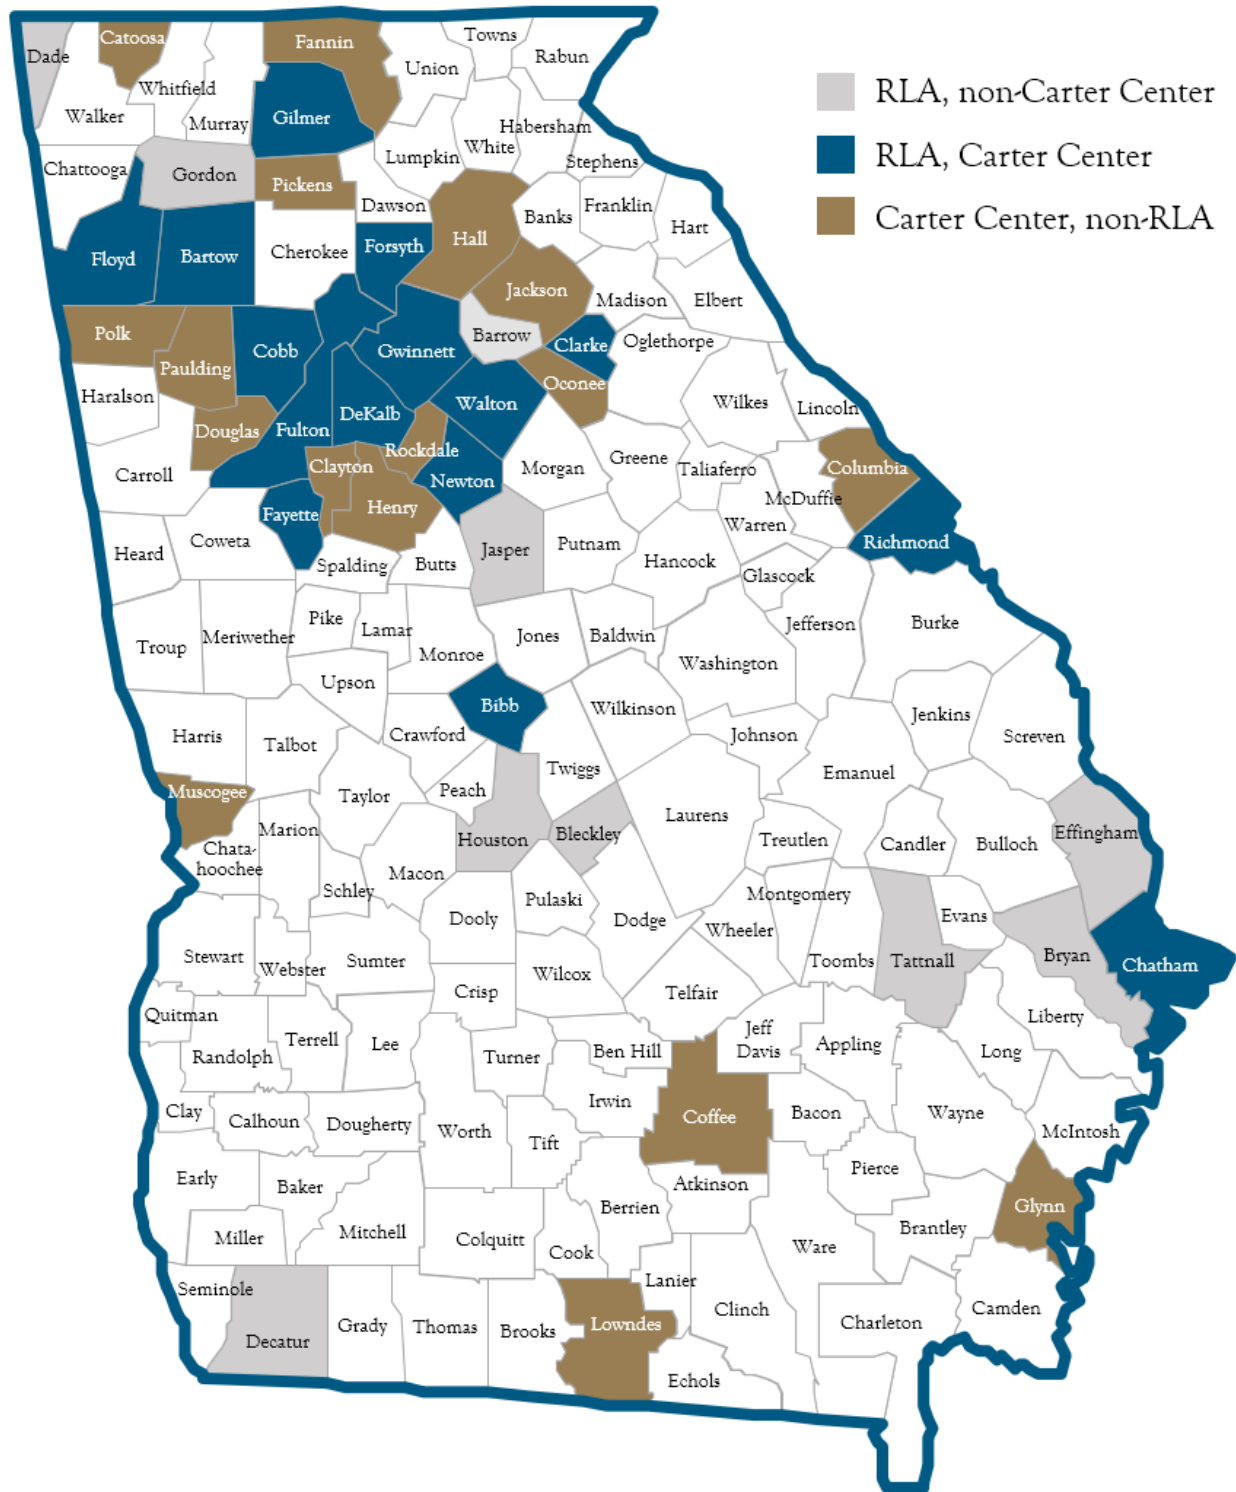 Towns
Catoosa
Fannin
Rabun
Dade
Union
Whitfield
RLA, non-Carter Center
Walker
Gilmer
Murray
Habersham
White
RLA, Carter Center
Lumpkin
Stephens
Chattooga
Gordon
Pickens
Dawson
Franklin
Banks
Carter Center, non-RLA
Hart
Hall
Forsyth
Cherokee
Floyd
Bartow
Jackson
Madison
Elbert
Polk
Barrow
Oglethorpe
Clarke
Cobb
Gwinnett
Paulding
Oconee
Haralson
Wilkes
Walton
Lincoln
DeKalb
Douglas
Fulton
Rockdale
Greene
Clayton
Morgan
Taliaferro
Columbia
Carroll
Newton
McDuffie
Henry
Fayette
Warren
Coweta
Richmond
Heard
Jasper
Putnam
Spalding
Butts
Hancock
Glascock
Pike
Jefferson
Burke
Lamar
Meriwether
Jones
Baldwin
Troup
Monroe
Washington
Upson
Bibb
Wilkinson
Jenkins
Harris
Crawford
Johnson
Screven
Talbot
Twiggs
Emanuel
Muscogee
Peach
Taylor
Laurens
Marion
Houston
Bleckley
Effingham
Treutlen
Candler
Bulloch
Chata-
hoochee
Macon
Schley
Montgomery
Pulaski
Dooly
Dodge
Evans
Wheeler
Stewart
Bryan
Sumter
Toombs
Tattnall
Chatham
Webster
Wilcox
Crisp
Telfair
Quitman
Liberty
Jeff
Davis
Terrell
Lee
Appling
Randolph
Turner
Ben Hill
Long
Irwin
Clay
Bacon
Wayne
Coffee
Calhoun
Dougherty
Worth
McIntosh
Tift
Pierce
Early
Baker
Atkinson
Glynn
Berrien
Brantley
Mitchell
Miller
Colquitt
Ware
Cook
Lanier
Seminole
Clinch
Camden
Charleton
Lowndes
Grady
Thomas
Brooks
Decatur
Echols